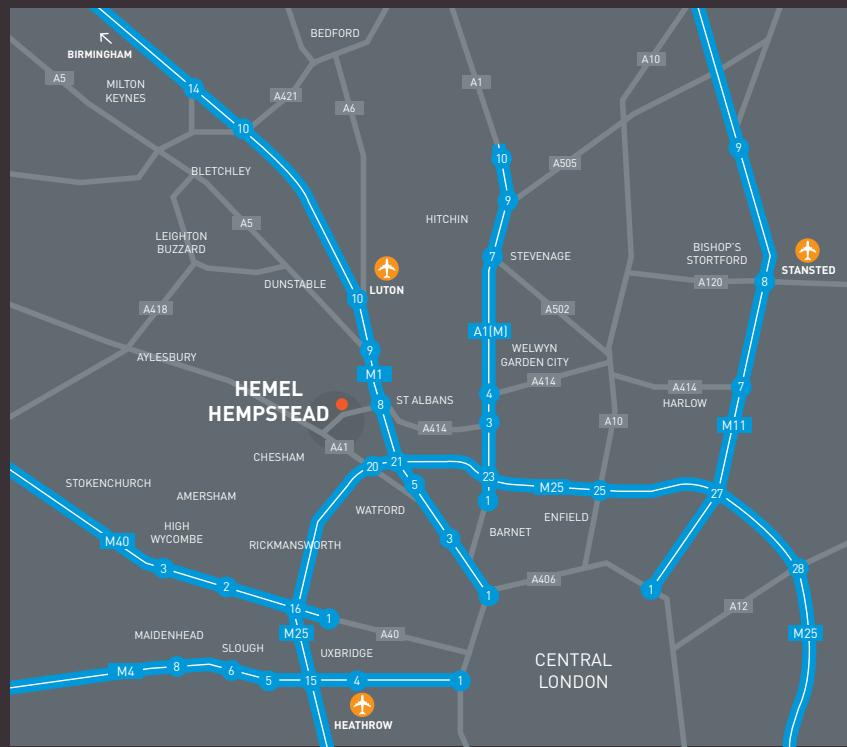 BEDFORD
BIRMINGHAM
A5
MILTON
KEYNES
14
A421
A6
A1
A10
10
9
BLETCHLEY
10
A505
9
HITCHIN
A5
LEIGHTON
BUZZARD
7
STEVENAGE
BISHOP'S
STORTFORD
STANSTED
DUNSTABLE
LUTON
A120
8
10
A418
A502
A1(M)
9
AYLESBURY
WELWYN
GARDEN CITY
M1
A414
A414
7
HARLOW
HEMEL
HEMPSTEAD
8
ST ALBANS
4
A414
3
A10
M11
A41
CHESHAM
20
21
23
STOKENCHURCH
5
M25
25
27
AMERSHAM
1
WATFORD
ENFIELD
HIGH
WYCOMBE
RICKMANSWORTH
3
BARNET
M40
3
2
A406
28
1
1
16
1
A12
M25
A40
M25
MAIDENHEAD
SLOUGH
UXBRIDGE
CENTRAL
LONDON
M4
8
6
5
15
4
1
HEATHROW